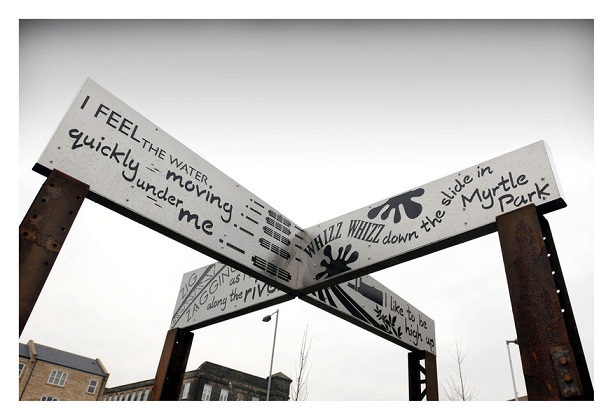 I FEEL THE WATER
quickly moving
under me
WHIZZ WHIZZ down the slide in
Myrtle
Park
ZIG
ZAGGING as
along the river
I like to be
high up